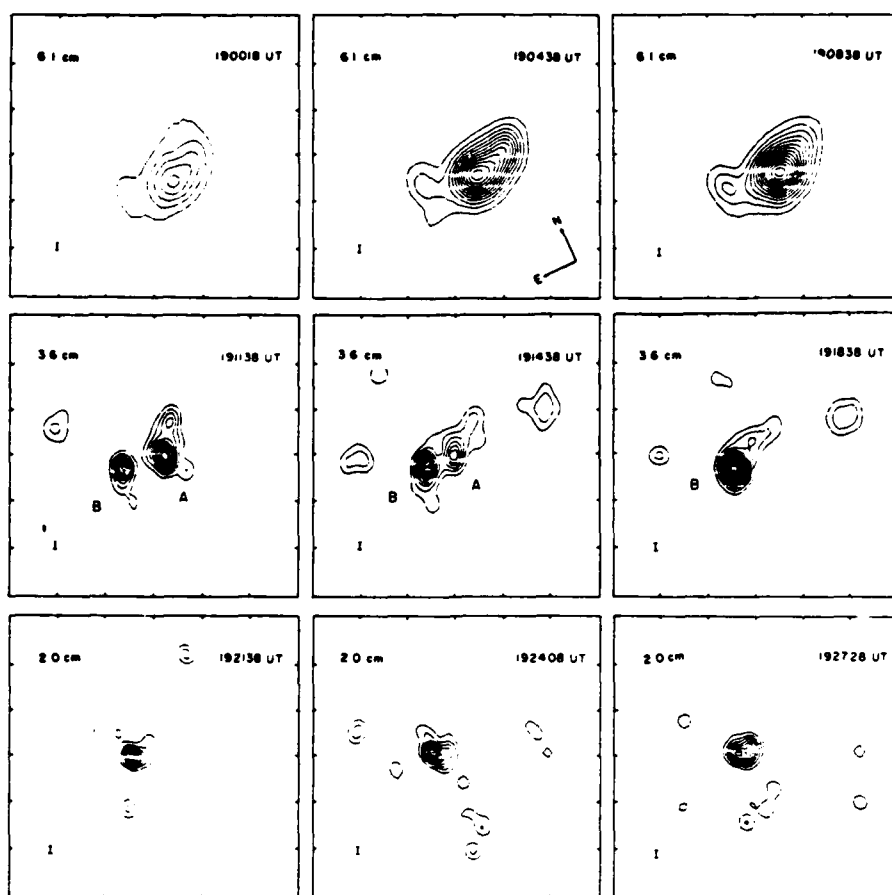 6.1 cm 190018 UT
I
6.1 cm 190438 UT
N
E
I
6.1 cm 190838 UT
I
3.6 cm 191138 UT
B A
I
3.6 cm 191438 UT
B A
I
3.6 cm 191838 UT
B
I
2.0 cm 192138 UT
I
2.0 cm 192408 UT
I
2.0 cm 192728 UT
I